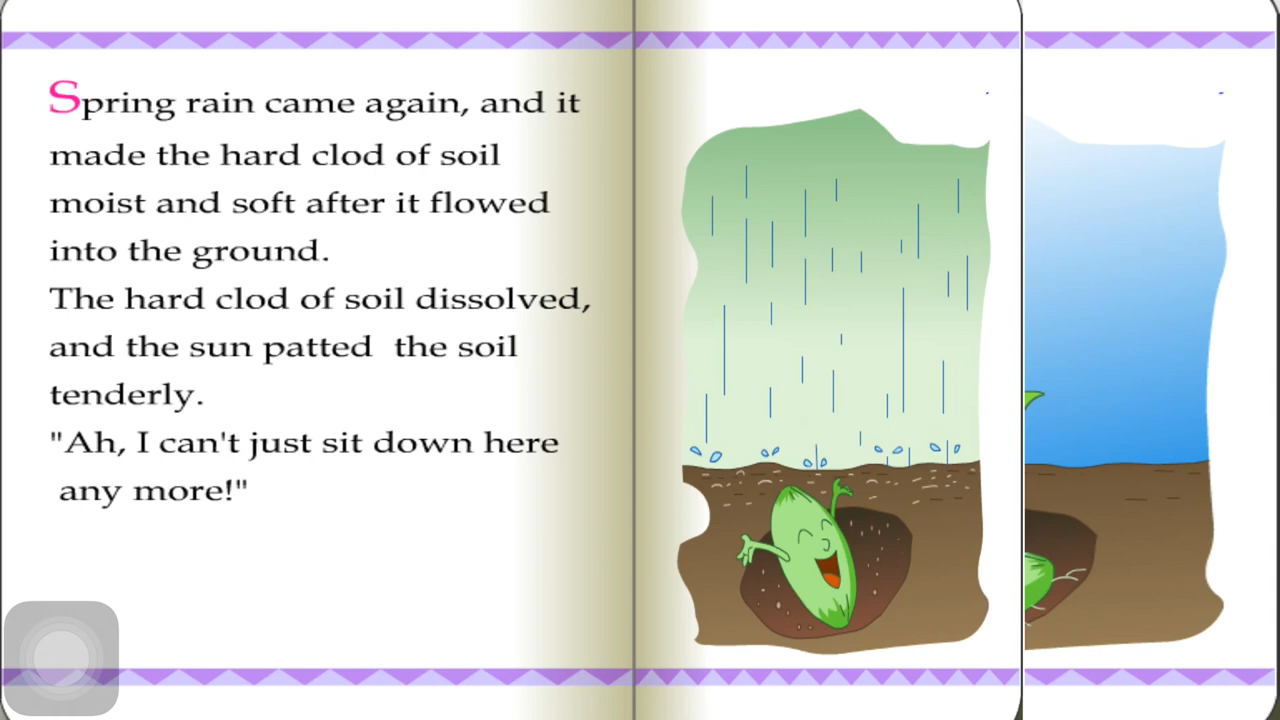 Spring rain came again, and it
made the hard clod of soil
moist and soft after it flowed
into the ground.
The hard clod of soil dissolved,
and the sun patted  the soil
tenderly.
"Ah, I can't just sit down here
any more!"